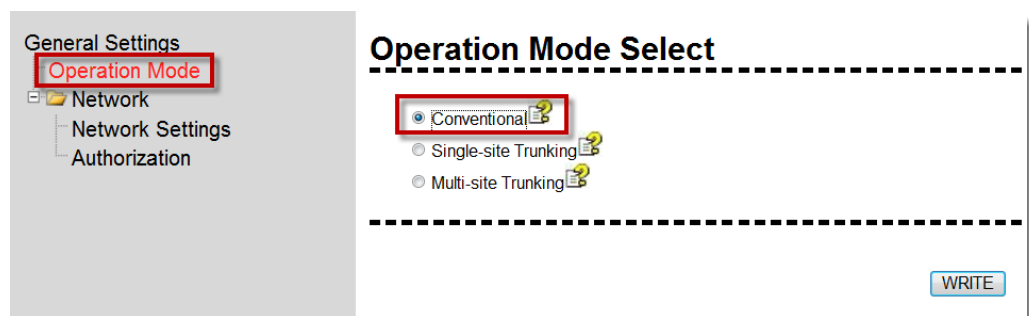 General Settings
Operation Mode
Network
Network Settings
Authorization
Operation Mode Select
Conventional
Single-site Trunking
Multi-site Trunking
WRITE